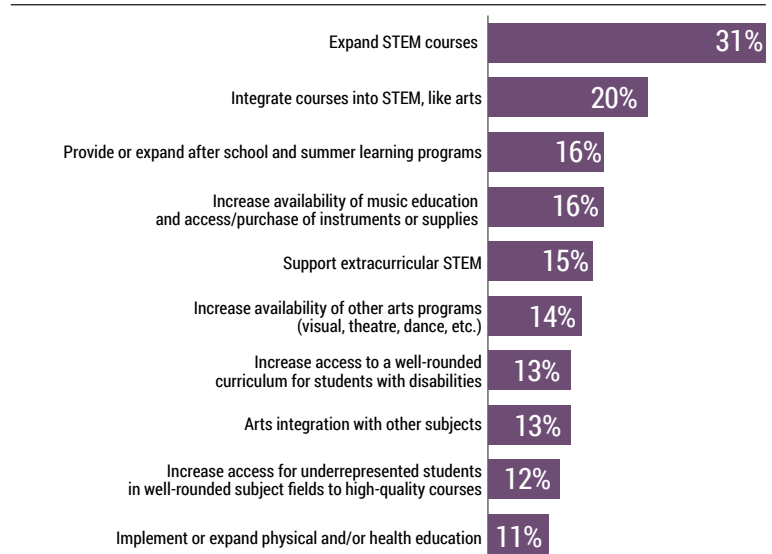 Expand STEM courses 31%
Integrate courses into STEM, like arts 20%
Provide or expand after school and summer learning programs 16%
Increase availability of music education
and access/purchase of instruments or supplies 16%
Support extracurricular STEM 15%
Increase availability of other arts programs
(visual, theatre, dance, etc.) 14%
Increase access to a well-rounded
curriculum for students with disabilities 13%
Arts integration with other subjects 13%
Increase access for underrepresented students
in well-rounded subject fields to high-quality courses 12%
Implement or expand physical and/or health education 11%